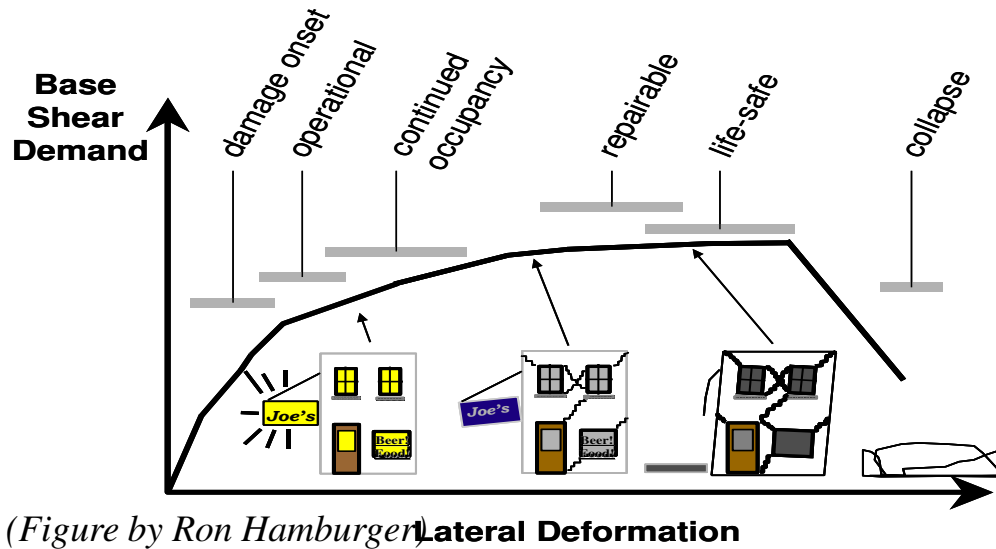 Base
Shear
Demand
damage onset
operational
continued
occupancy
repairable
life-safe
collapse
Joe's
Beer!
Food!
Joe's
Beer!
Food!
(Figure by Ron Hamburger)
Lateral Deformation